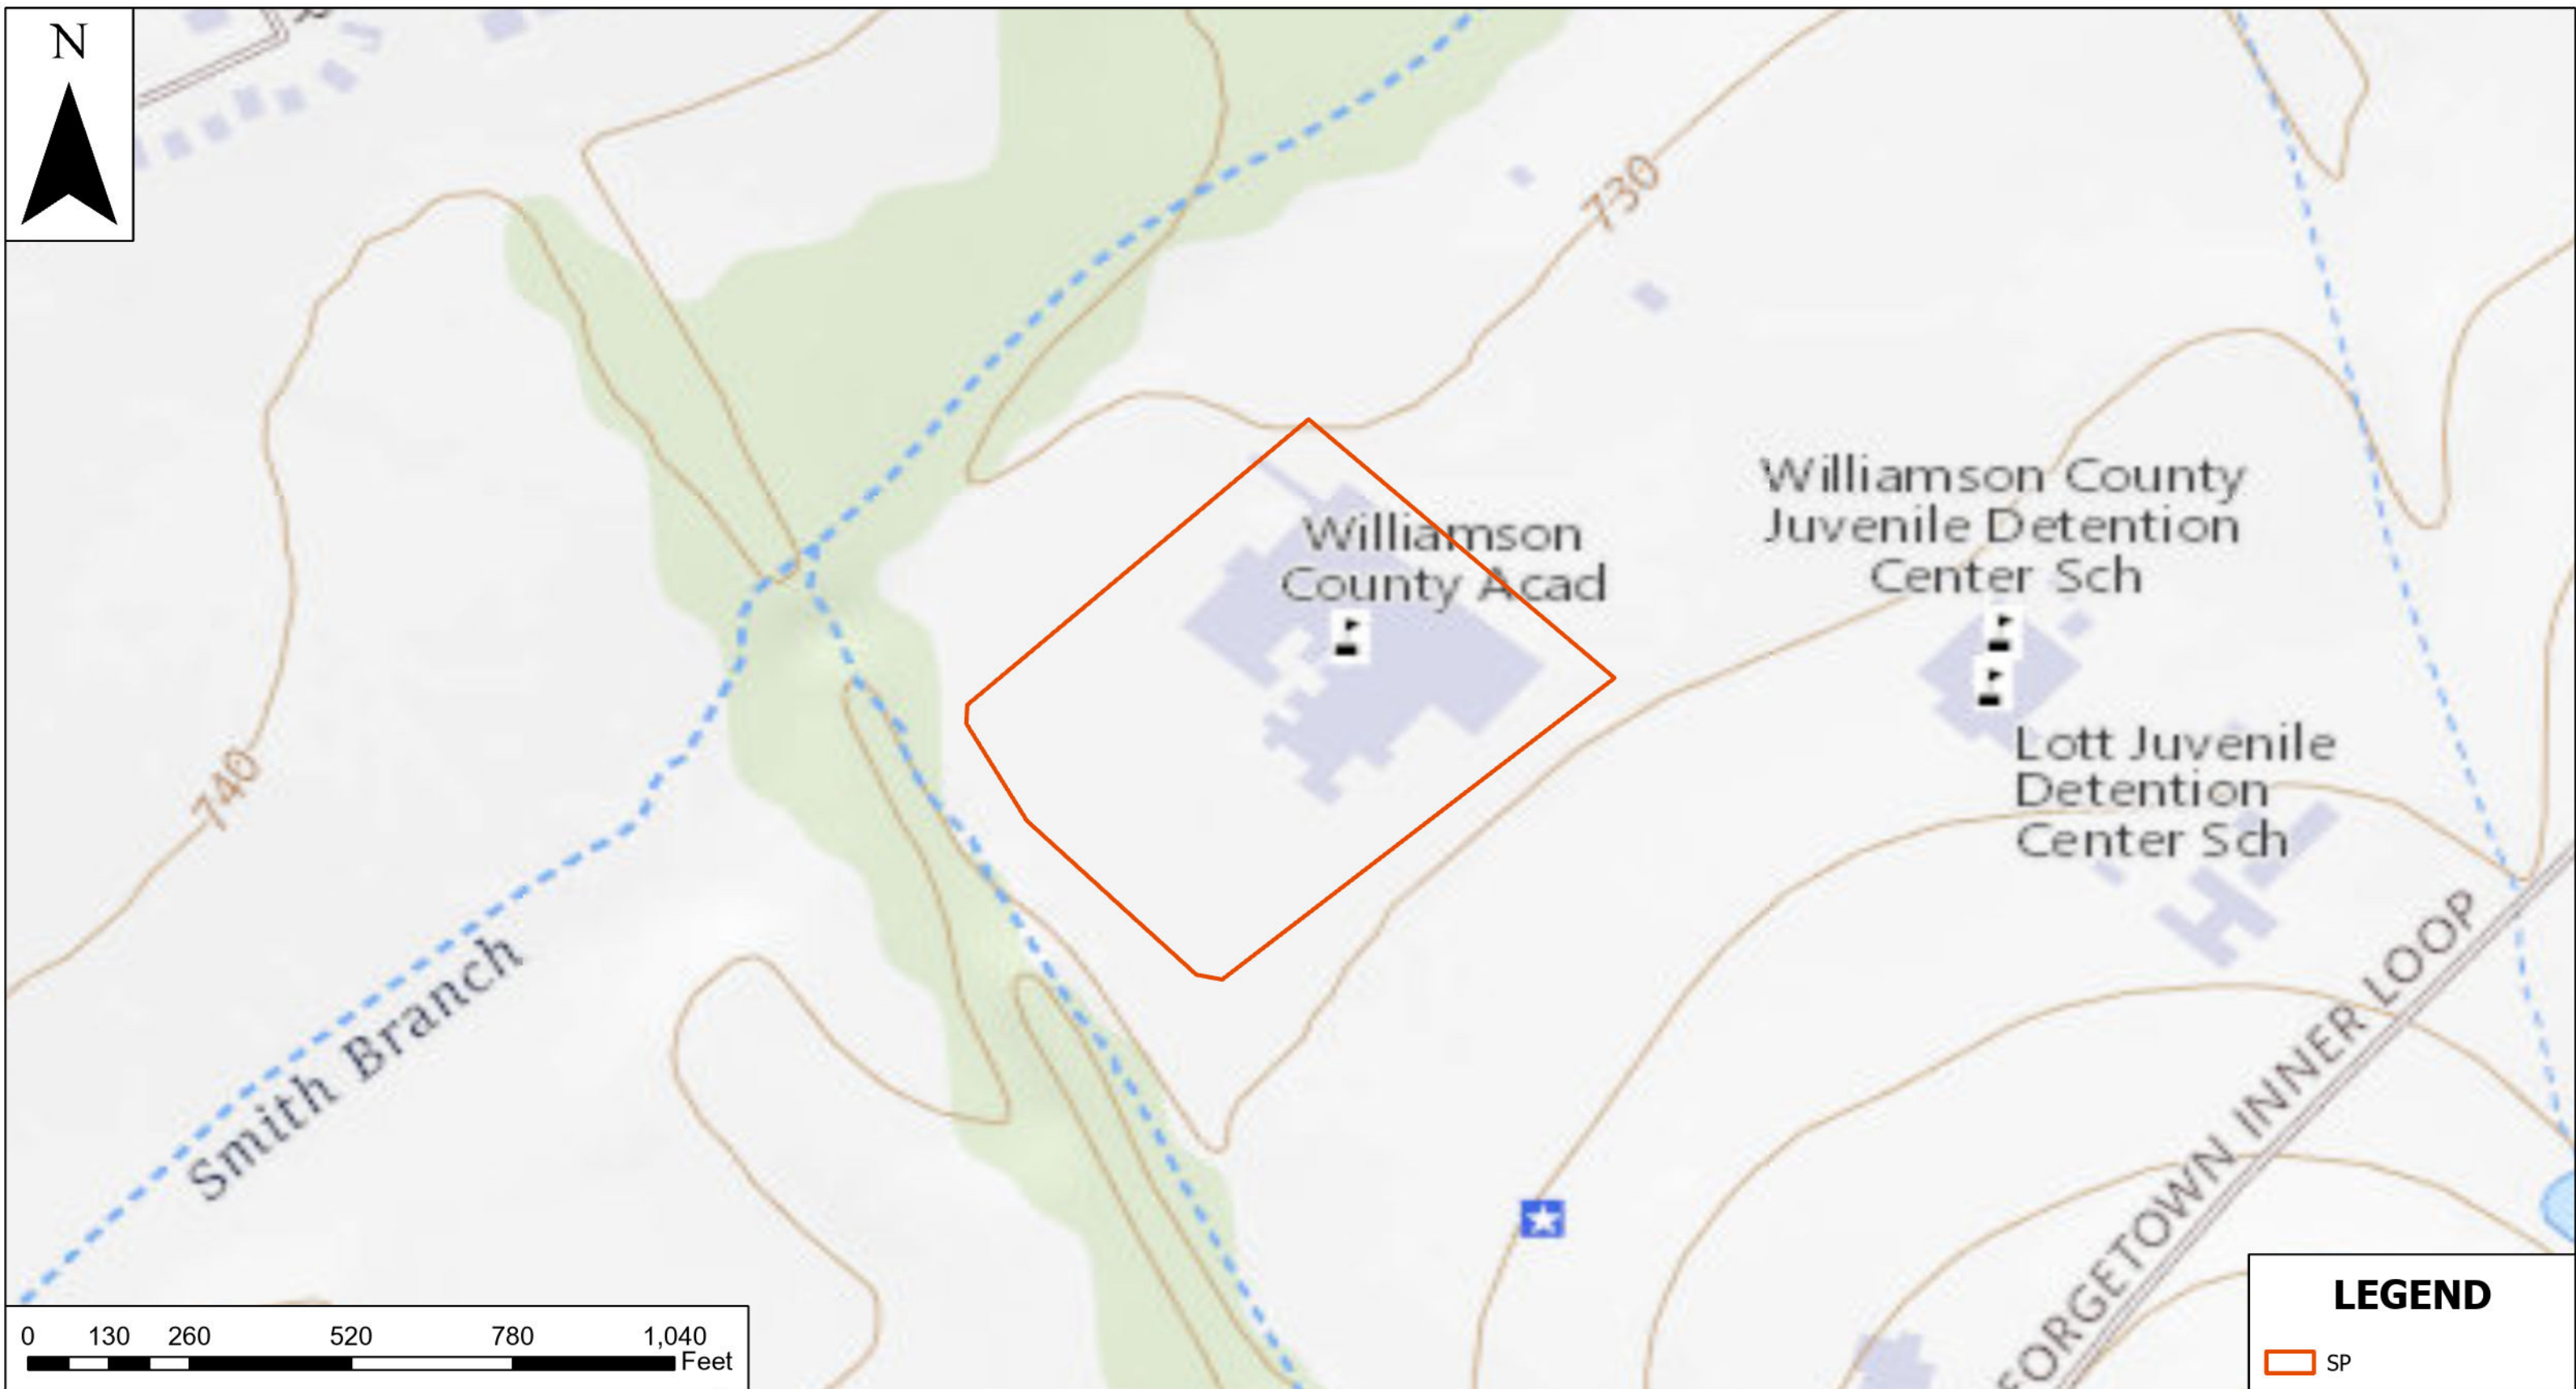 N
730
Williamson
County Acad
Williamson County
Juvenile Detention
Center Sch
Lott Juvenile
Detention
Center Sch
740
Smith Branch
EORGETOWN INNER LOOP
0 130 260 520 780 1,040
Feet
LEGEND
SP